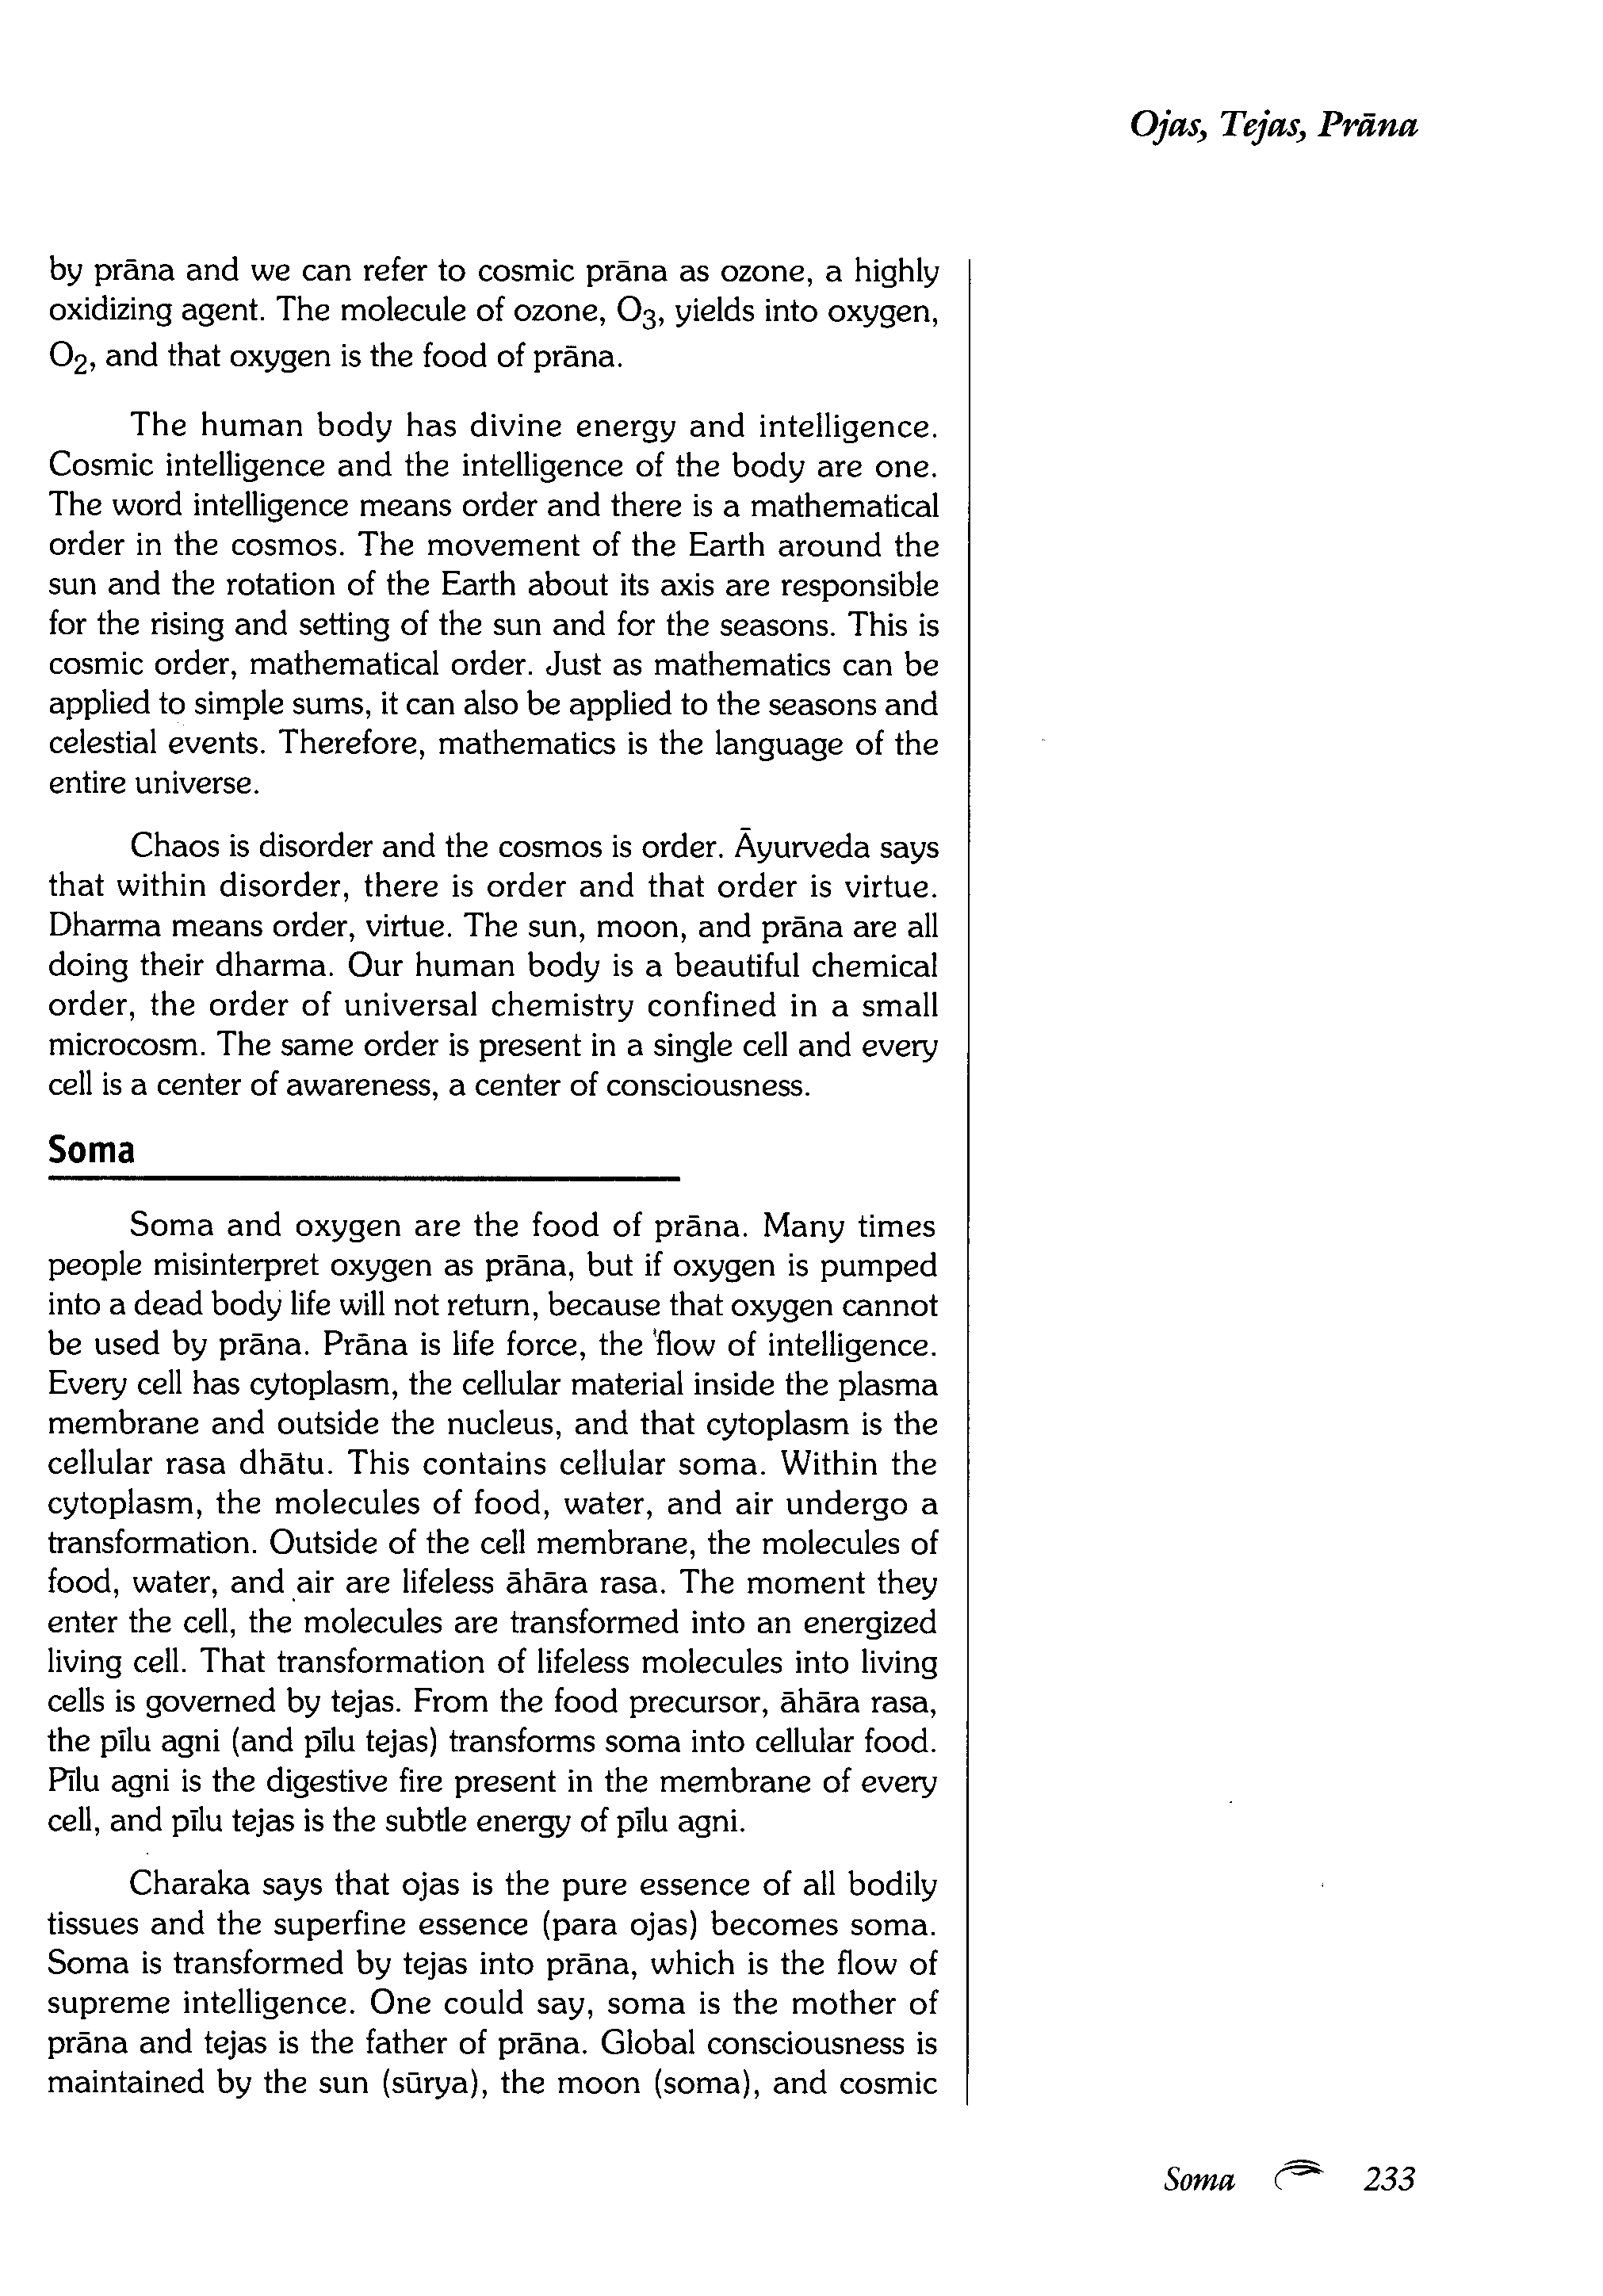 Ojas, Tejas, Prāna
by prāna and we can refer to cosmic prāna as ozone, a highly
oxidizing agent. The molecule of ozone, O3, yields into oxygen,
O2, and that oxygen is the food of prāna.
The human body has divine energy and intelligence.
Cosmic intelligence and the intelligence of the body are one.
The word intelligence means order and there is a mathematical
order in the cosmos. The movement of the Earth around the
sun and the rotation of the Earth about its axis are responsible
for the rising and setting of the sun and for the seasons. This is
cosmic order, mathematical order. Just as mathematics can be
applied to simple sums, it can also be applied to the seasons and
celestial events. Therefore, mathematics is the language of the
entire universe.
Chaos is disorder and the cosmos is order. Āyurveda says
that within disorder, there is order and that order is virtue.
Dharma means order, virtue. The sun, moon, and prāna are all
doing their dharma. Our human body is a beautiful chemical
order, the order of universal chemistry confined in a small
microcosm. The same order is present in a single cell and every
cell is a center of awareness, a center of consciousness.
Soma
Soma and oxygen are the food of prāna. Many times
people misinterpret oxygen as prāna, but if oxygen is pumped
into a dead body life will not return, because that oxygen cannot
be used by prāna. Prāna is life force, the flow of intelligence.
Every cell has cytoplasm, the cellular material inside the plasma
membrane and outside the nucleus, and that cytoplasm is the
cellular rasa dhātu. This contains cellular soma. Within the
cytoplasm, the molecules of food, water, and air undergo a
transformation. Outside of the cell membrane, the molecules of
food, water, and air are lifeless āhāra rasa. The moment they
enter the cell, the molecules are transformed into an energized
living cell. That transformation of lifeless molecules into living
cells is governed by tejas. From the food precursor, āhāra rasa,
the pīlu agni (and pīlu tejas) transforms soma into cellular food.
Pīlu agni is the digestive fire present in the membrane of every
cell, and pīlu tejas is the subtle energy of pīlu agni.
Charaka says that ojas is the pure essence of all bodily
tissues and the superfine essence (para ojas) becomes soma.
Soma is transformed by tejas into prāna, which is the flow of
supreme intelligence. One could say, soma is the mother of
prāna and tejas is the father of prāna. Global consciousness is
maintained by the sun (sūrya), the moon (soma), and cosmic
Soma 233